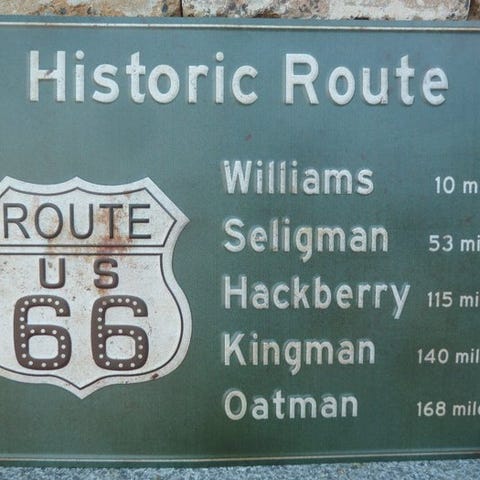 Historic Route
ROUTE
US
66
Williams 10 m
Seligman 53 mi
Hackberry 115 mi
Kingman 140 mil
Oatman 168 mile